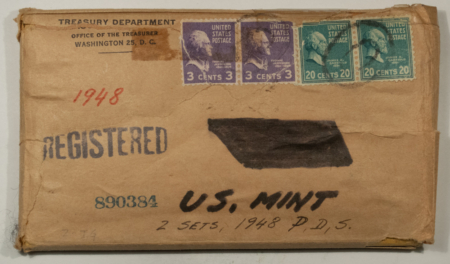 TREASURY DEPARTMENT
OFFICE OF THE TREASURER
WASHINGTON 25, D. C.
UNITED STATES POSTAGE
3 CENTS 3
UNITED STATES POSTAGE
3 CENTS 3
UNITED STATES POSTAGE
20 CENTS 20
UNITED STATES POSTAGE
20 CENTS 20
1948
REGISTERED
890384
U.S. MINT
2 SETS, 1948 P D, S.